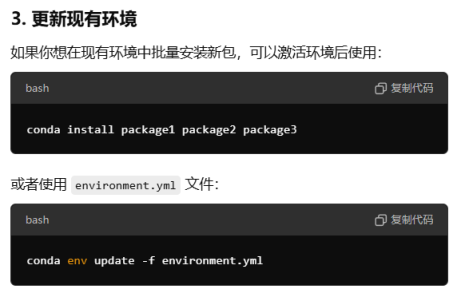 3. 更新现有环境
如果你想在现有环境中批量安装新包，可以激活环境后使用：
bash
复制代码
conda install package1 package2 package3
或者使用 environment.yml 文件：
bash
复制代码
conda env update -f environment.yml